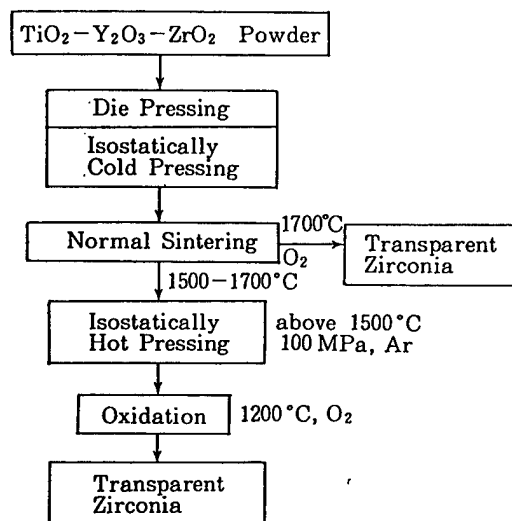 TiO₂−Y₂O₃−ZrO₂ Powder
Die Pressing
Isostatically
Cold Pressing
Normal Sintering
1700°C
O₂
Transparent
Zirconia
1500−1700°C
Isostatically
Hot Pressing
above 1500°C
100 MPa, Ar
Oxidation
1200°C, O₂
Transparent
Zirconia